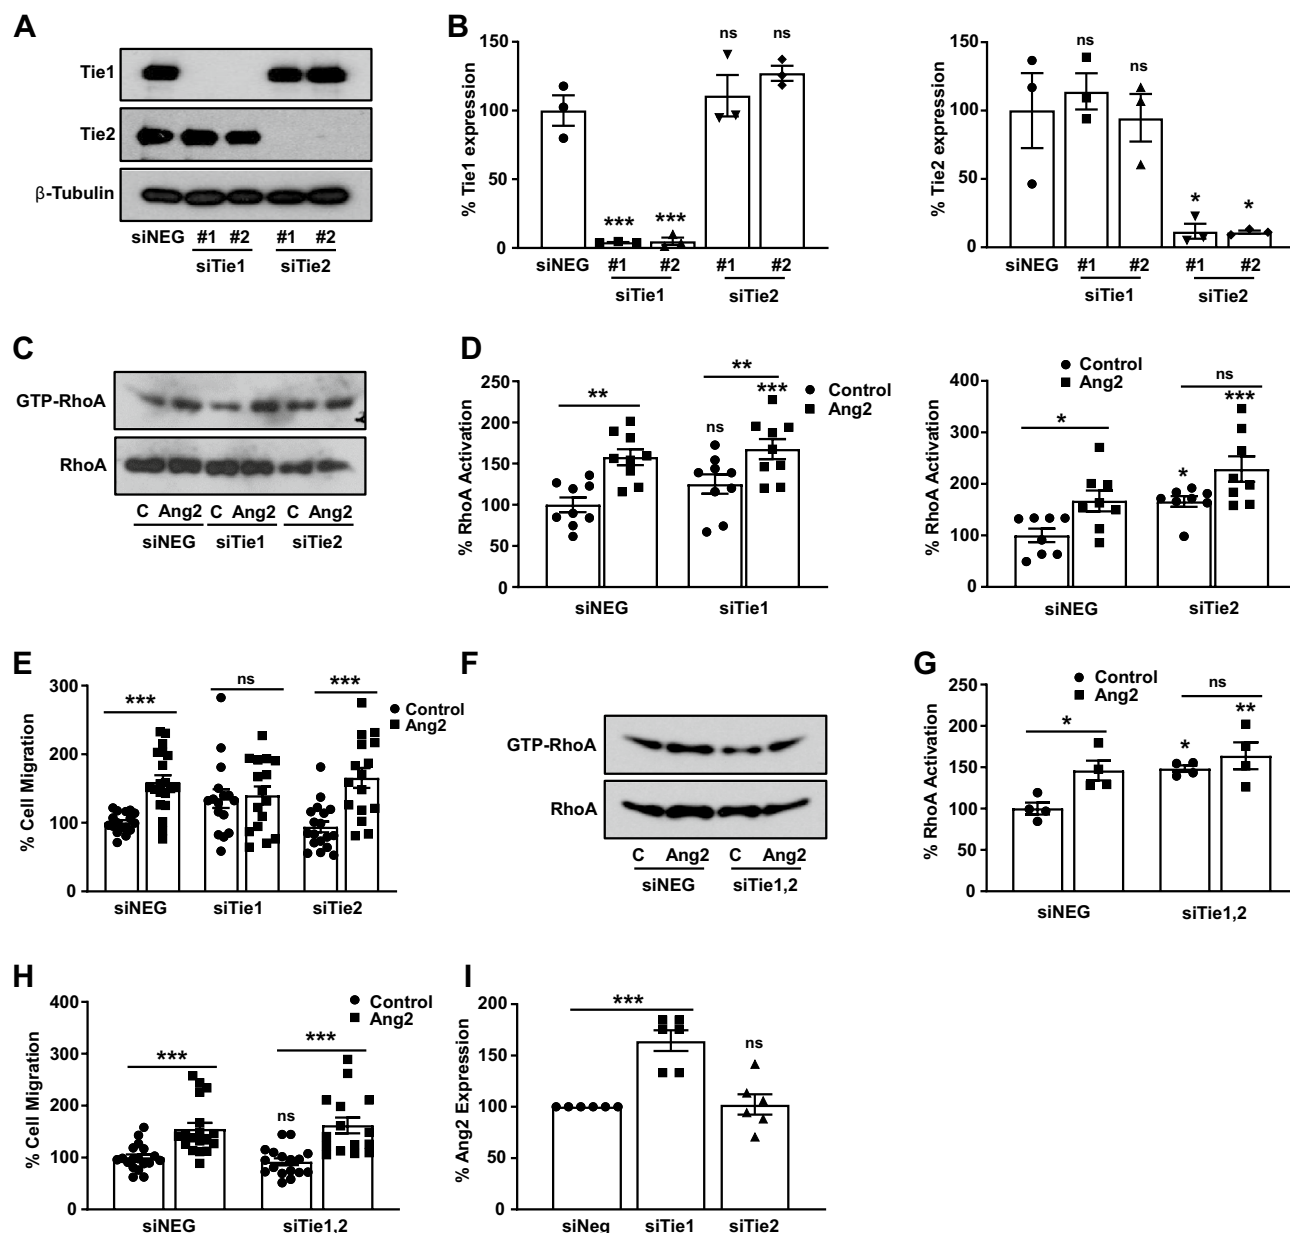 A
Tie1
Tie2
β-Tubulin
siNEG #1 #2 #1 #2
siTie1 siTie2
B
% Tie1 expression
150
100
50
0
*** *** ns ns
siNEG #1 #2 #1 #2
siTie1 siTie2
% Tie2 expression
150
100
50
0
ns ns * *
siNEG #1 #2 #1 #2
siTie1 siTie2
C
GTP-RhoA
RhoA
C Ang2 C Ang2 C Ang2
siNEG siTie1 siTie2
D
% RhoA Activation
250
200
150
100
50
0
** **
ns ***
Control
Ang2
siNEG siTie1
% RhoA Activation
400
300
200
100
0
Control
Ang2
* ns
* ***
siNEG siTie2
E
% Cell Migration
300
200
100
0
*** ns ***
Control
Ang2
siNEG siTie1 siTie2
F
GTP-RhoA
RhoA
C Ang2 C Ang2
siNEG siTie1,2
G
% RhoA Activation
250
200
150
100
50
0
Control
Ang2
* ns
* **
siNEG siTie1,2
H
% Cell Migration
400
300
200
100
0
Control
Ang2
*** ***
ns
siNEG siTie1,2
I
% Ang2 Expression
200
150
100
50
0
*** ns
siNeg siTie1 siTie2